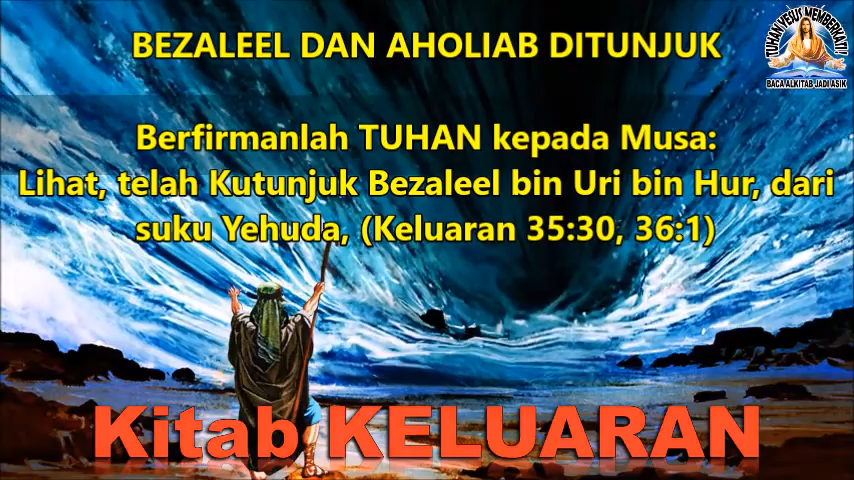 BEZALEEL DAN AHOLIAB DITUNJUK
TUHAN YESUS MEMBERKATI!
BACA ALKITAB JADI ASIK
Berfirmanlah TUHAN kepada Musa:
Lihat, telah Kutunjuk Bezaleel bin Uri bin Hur, dari
suku Yehuda, (Keluaran 35:30, 36:1)
Kitab KELUARAN